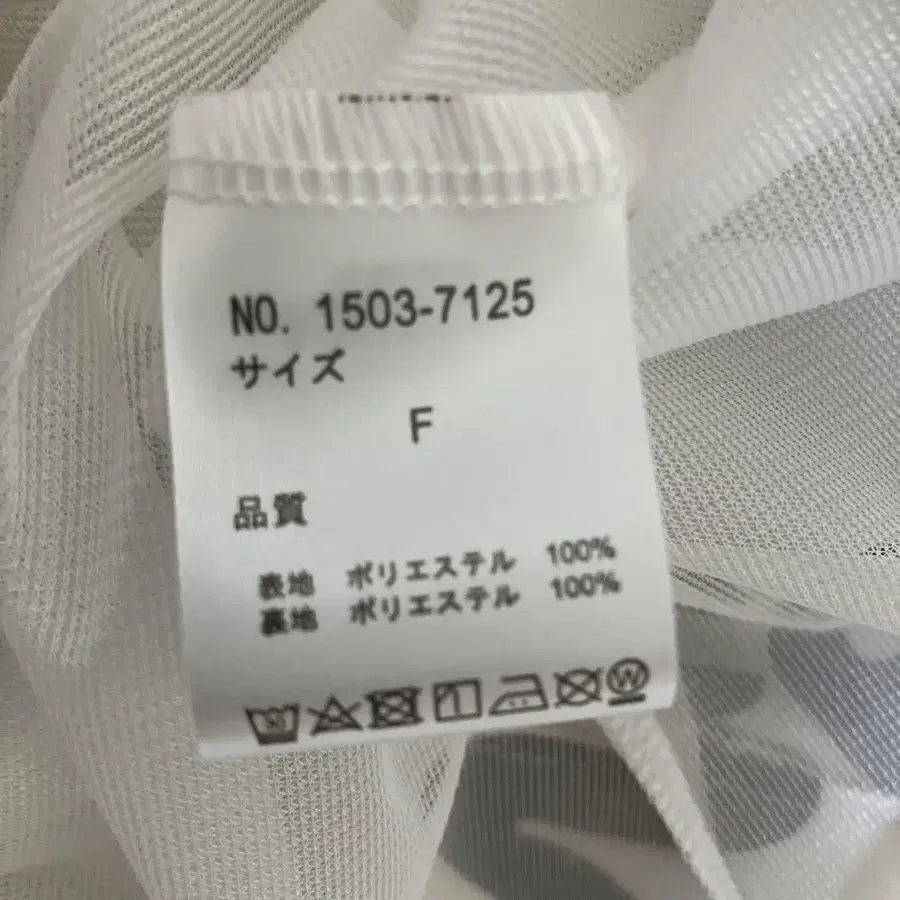 NO. 1503-7125
サイズ
F
品質
表地 ポリエステル 100%
裏地 ポリエステル 100%